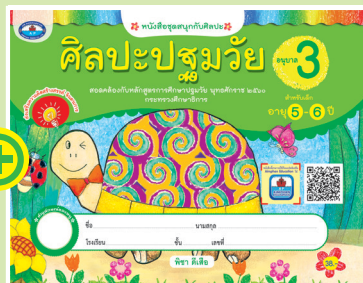 หนังสือชุดสนุกกับศิลปะ
ศิลปะปฐมวัย
อนุบาล 3
สอดคล้องกับหลักสูตรการศึกษาปฐมวัย พุทธศักราช ๒๕๖๐
กระทรวงศึกษาธิการ
สำหรับเด็ก
อายุ 5-6 ปี
ชื่อ นามสกุล
โรงเรียน ชั้น เลขที่
พิชา ดีเสือ
38.-